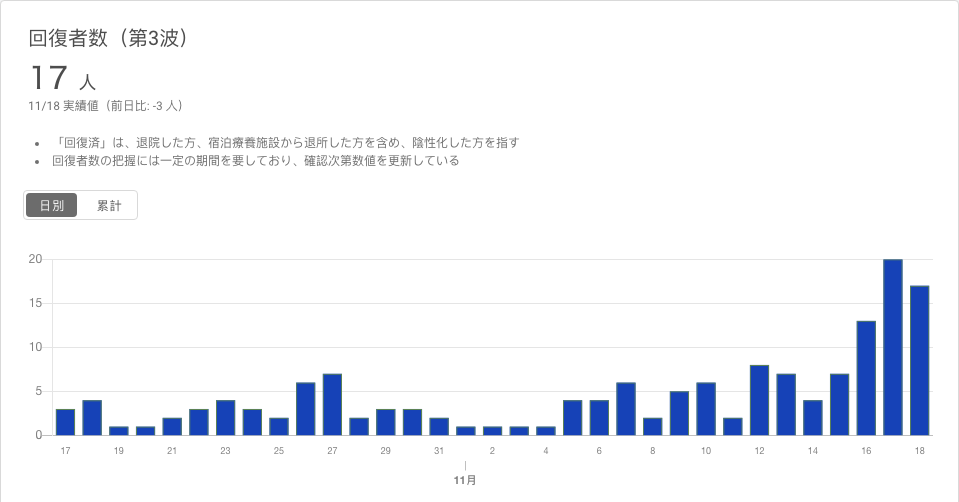 回復者数（第3波）
17 人
11/18 実績値（前日比: -3 人）
• 「回復済」は、退院した方、宿泊療養施設から退所した方を含め、陰性化した方を指す
• 回復者数の把握には一定の期間を要しており、確認次第数値を更新している
日別 累計
20
15
10
5
0
17 19 21 23 25 27 29 31 2 4 6 8 10 12 14 16 18
11月